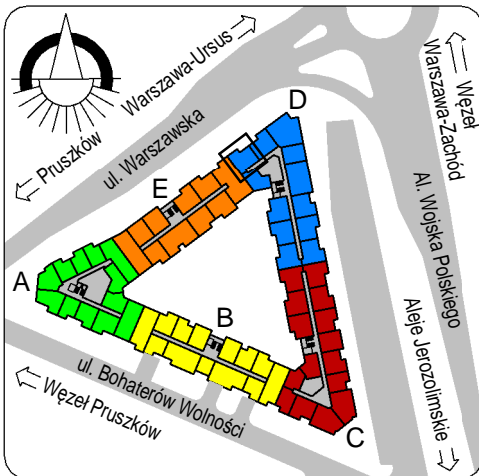 Warszawa-Ursus
Pruszków
ul. Warszawska
Węzeł
Warszawa-Zachód
D
E
A
B
C
Al. Wojska Polskiego
Aleje Jerozolimskie
ul. Bohaterów Wolności
Węzeł Pruszków